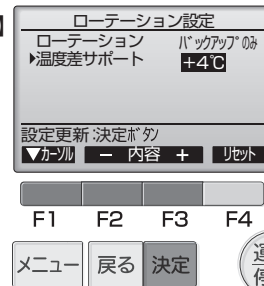 ローテーション設定
ローテーション バックアップのみ
▶温度差サポート +4℃
設定更新:決定ボタン
▼カーソル − 内容 + リセット
F1 F2 F3 F4
メニュー 戻る 決定